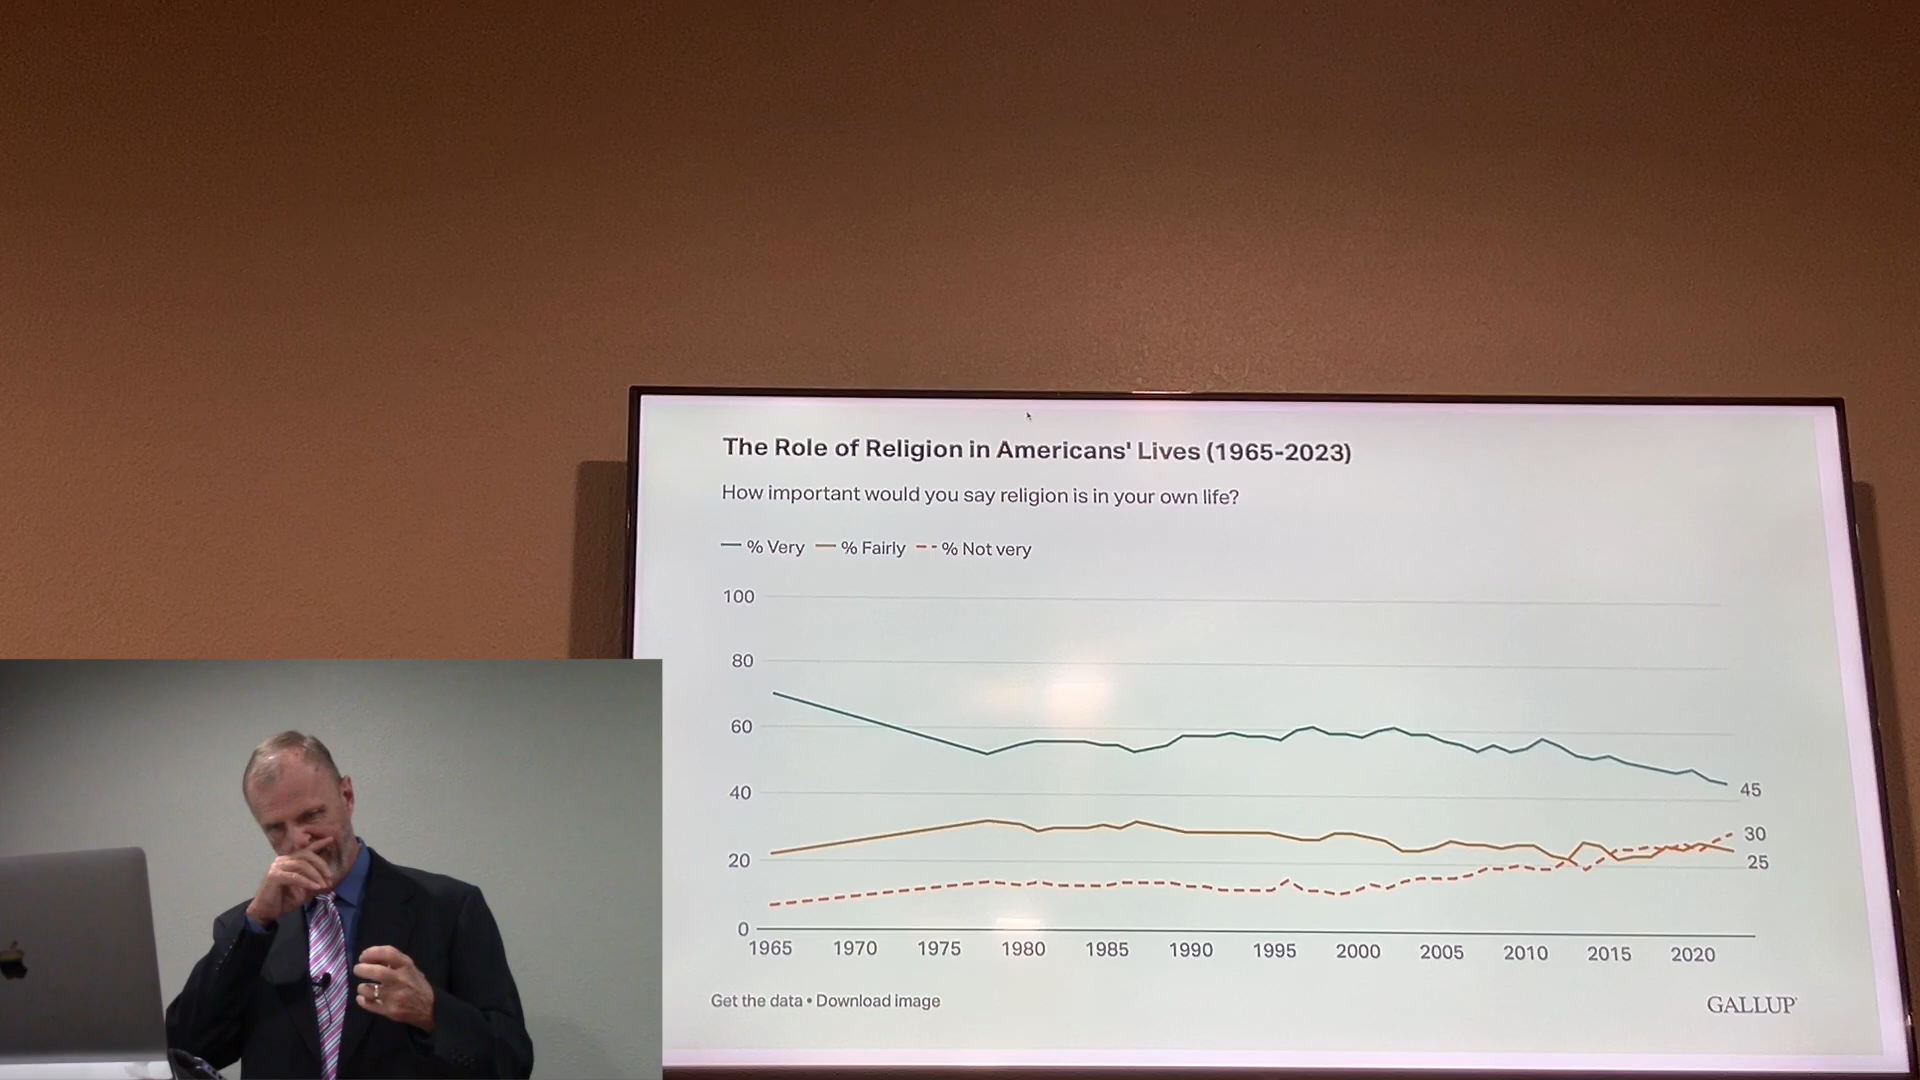 The Role of Religion in Americans' Lives (1965-2023)
How important would you say religion is in your own life?
% Very % Fairly % Not very
100
80
60
40
20
0
45
30
25
1965 1970 1975 1980 1985 1990 1995 2000 2005 2010 2015 2020
Get the data • Download image
GALLUP